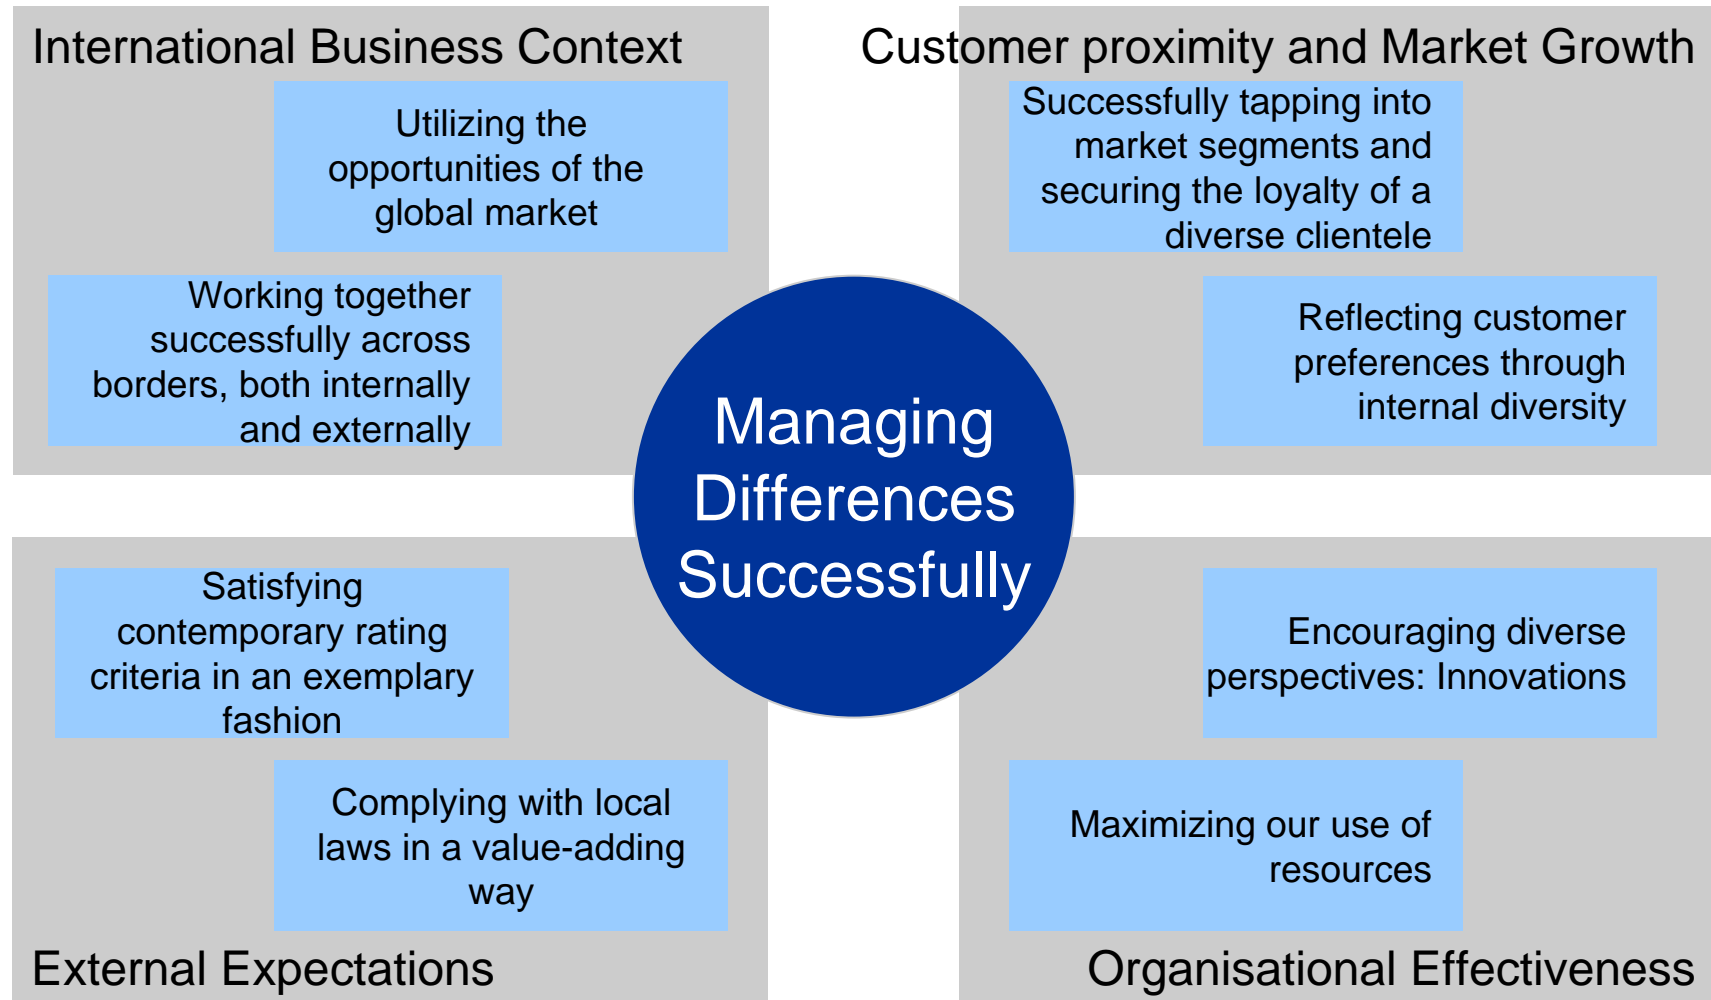 International Business Context
Utilizing the
opportunities of the
global market
Working together
successfully across
borders, both internally
and externally
Customer proximity and Market Growth
Successfully tapping into
market segments and
securing the loyalty of a
diverse clientele
Reflecting customer
preferences through
internal diversity
Managing
Differences
Successfully
Satisfying
contemporary rating
criteria in an exemplary
fashion
Complying with local
laws in a value-adding
way
External Expectations
Encouraging diverse
perspectives: Innovations
Maximizing our use of
resources
Organisational Effectiveness